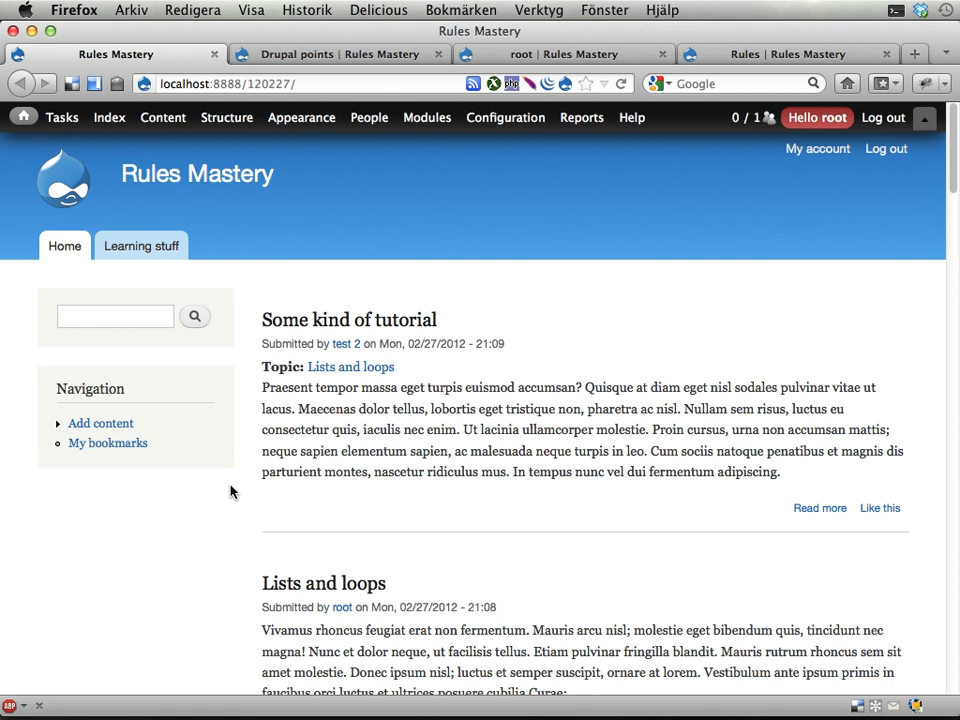 Firefox Arkiv Redigera Visa Historik Delicious Bokmärken Verktyg Fönster Hjälp
Rules Mastery
Rules Mastery Drupal points | Rules Mastery root | Rules Mastery Rules | Rules Mastery
localhost:8888/120227/ php Google
Tasks Index Content Structure Appearance People Modules Configuration Reports Help 0 / 1 Hello root Log out
My account Log out
Rules Mastery
Home Learning stuff
Some kind of tutorial
Submitted by test 2 on Mon, 02/27/2012 - 21:09
Topic: Lists and loops
Praesent tempor massa eget turpis euismod accumsan? Quisque at diam eget nisl sodales pulvinar vitae ut
lacus. Maecenas dolor tellus, lobortis eget tristique non, pharetra ac nisl. Nullam sem risus, luctus eu
consectetur quis, iaculis nec enim. Ut lacinia ullamcorper molestie. Proin cursus, urna non accumsan mattis;
neque sapien elementum sapien, ac malesuada neque turpis in leo. Cum sociis natoque penatibus et magnis dis
parturient montes, nascetur ridiculus mus. In tempus nunc vel dui fermentum adipiscing.
Read more Like this
Navigation
Add content
My bookmarks
Lists and loops
Submitted by root on Mon, 02/27/2012 - 21:08
Vivamus rhoncus feugiat erat non fermentum. Mauris arcu nisl; molestie eget bibendum quis, tincidunt nec
magna! Nunc et dolor neque, ut facilisis tellus. Etiam pulvinar fringilla blandit. Mauris rutrum rhoncus sem sit
amet molestie. Donec ipsum nisl; luctus et semper suscipit, ornare at lorem. Vestibulum ante ipsum primis in
faucibus orci luctus et ultrices posuere cubilia Curae;
ABP